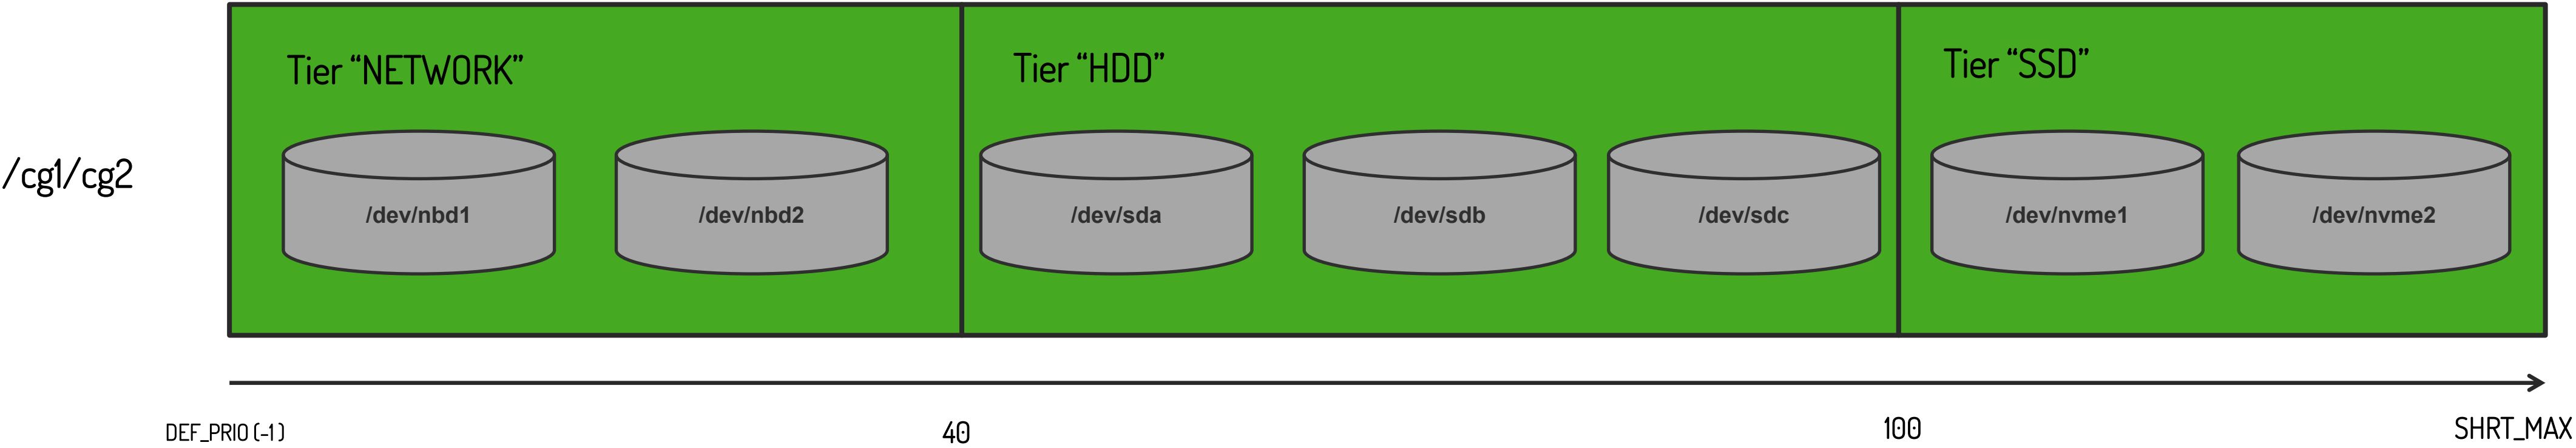 Tier “NETWORK”
Tier “HDD”
Tier “SSD”
/cg1/cg2
/dev/nbd1
/dev/nbd2
/dev/sda
/dev/sdb
/dev/sdc
/dev/nvme1
/dev/nvme2
DEF_PRIO (-1)
40
100
SHRT_MAX